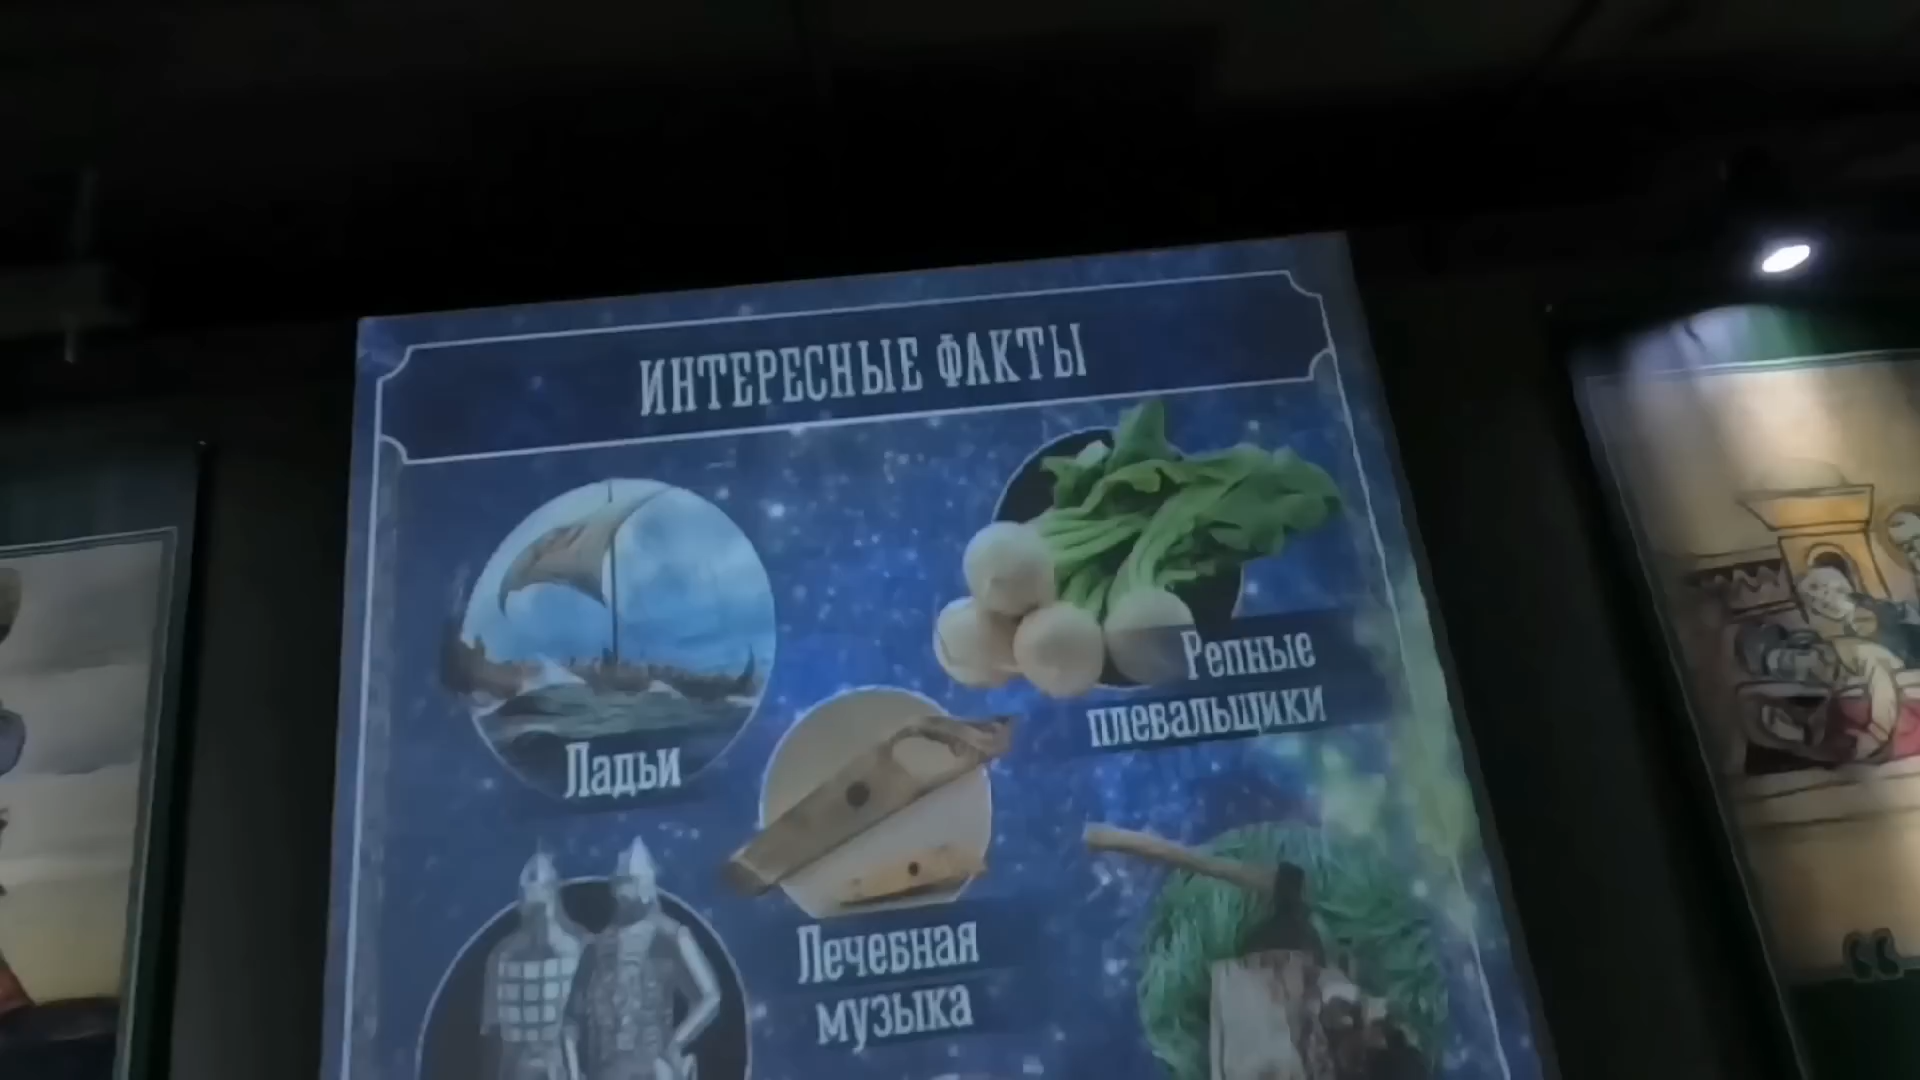 ИНТЕРЕСНЫЕ ФАКТЫ
Репные
плевальщики
Ладьи
Лечебная
музыка